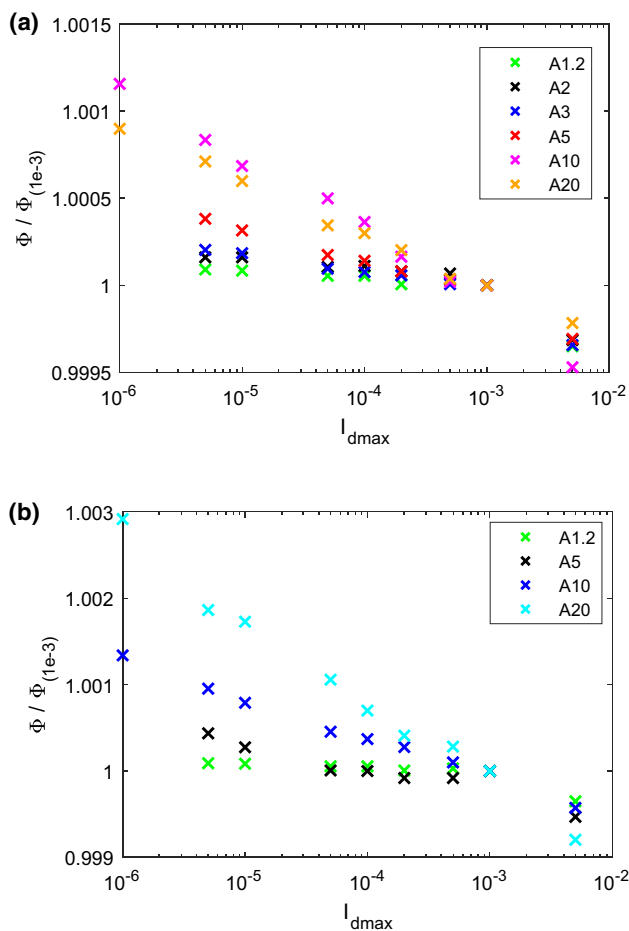 (a)
1.0015
1.001
1.0005
1
0.9995
Φ / Φ(1e-3)
A1.2
A2
A3
A5
A10
A20
10-6
10-5
10-4
10-3
10-2
Idmax
(b)
1.003
1.002
1.001
1
0.999
Φ / Φ(1e-3)
A1.2
A5
A10
A20
10-6
10-5
10-4
10-3
10-2
Idmax